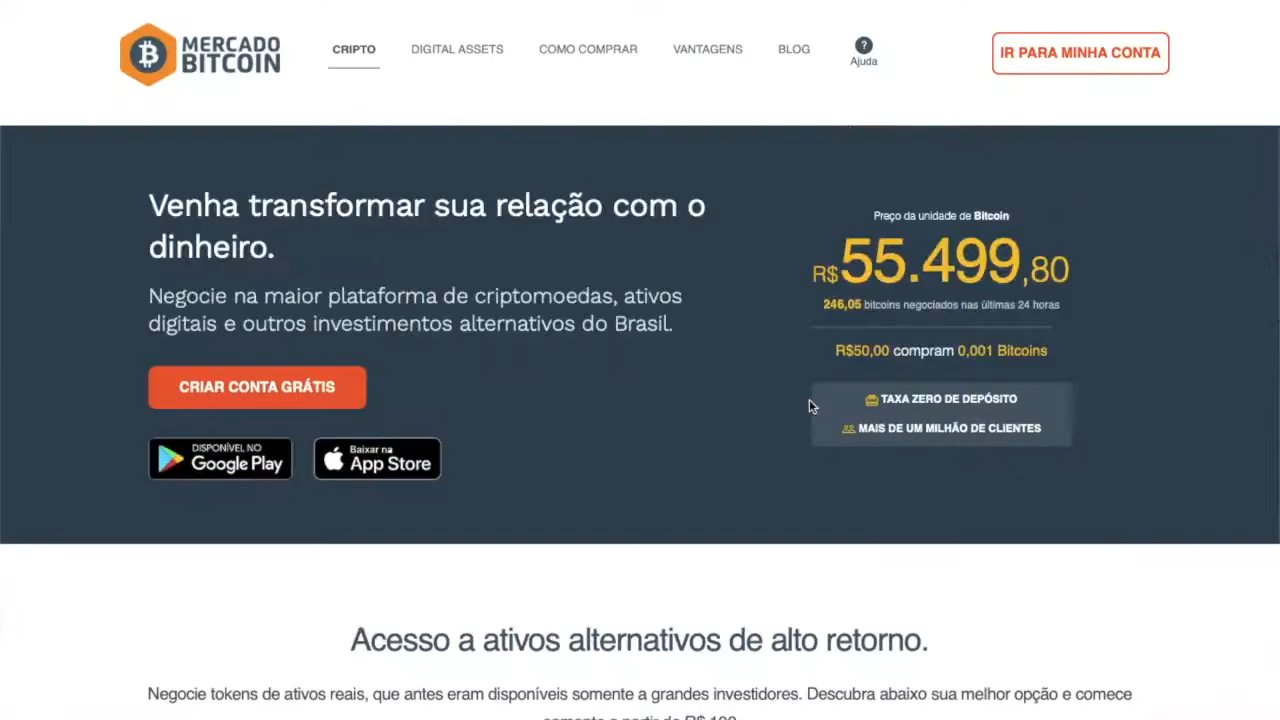 MERCADO
BITCOIN
CRIPTO
DIGITAL ASSETS
COMO COMPRAR
VANTAGENS
BLOG
?
Ajuda
IR PARA MINHA CONTA
Venha transformar sua relação com o
dinheiro.
Negocie na maior plataforma de criptomoedas, ativos
digitais e outros investimentos alternativos do Brasil.
CRIAR CONTA GRÁTIS
DISPONÍVEL NO
Google Play
Baixar na
App Store
Preço da unidade de Bitcoin
R$55.499,80
246,05 bitcoins negociados nas últimas 24 horas
R$50,00 compram 0,001 Bitcoins
TAXA ZERO DE DEPÓSITO
MAIS DE UM MILHÃO DE CLIENTES
Acesso a ativos alternativos de alto retorno.
Negocie tokens de ativos reais, que antes eram disponíveis somente a grandes investidores. Descubra abaixo sua melhor opção e comece
a partir de R$ 100